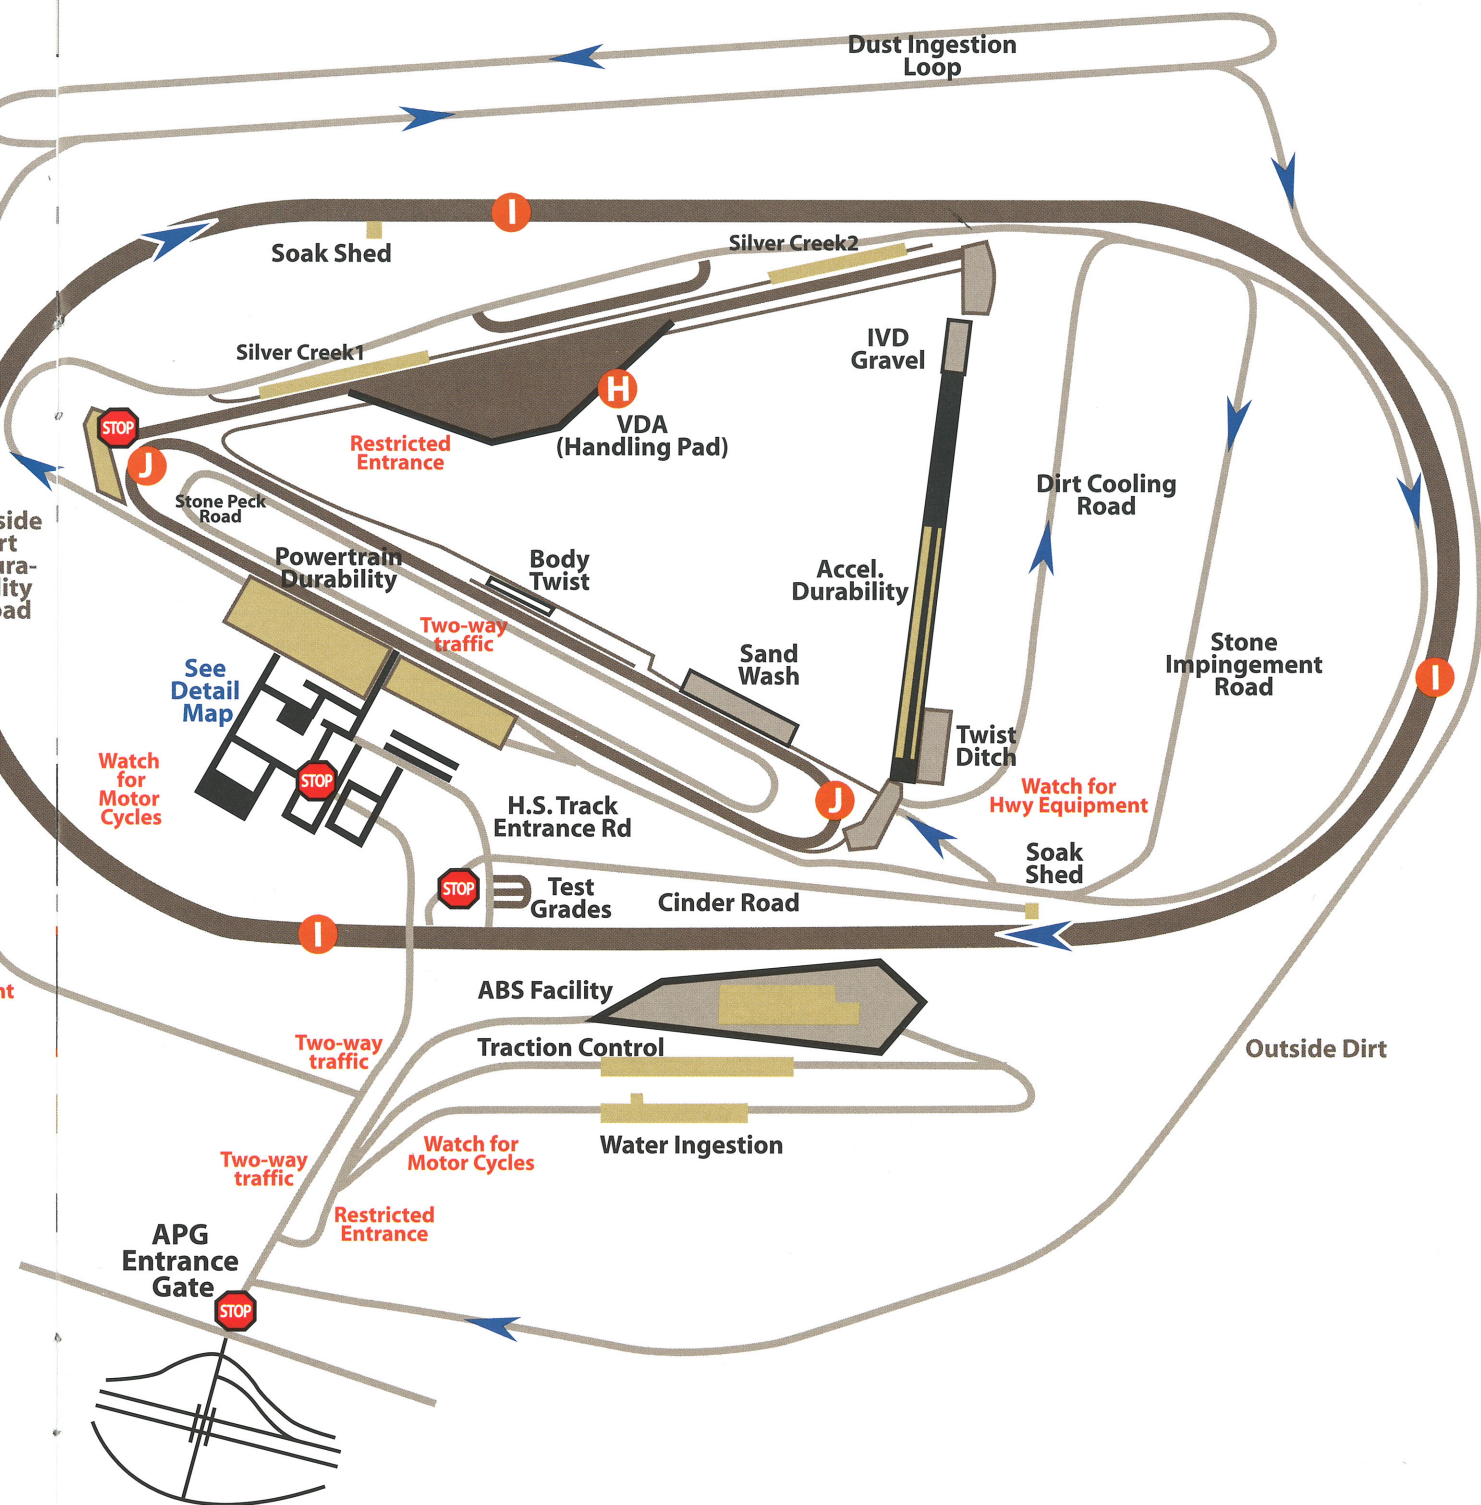 Dust Ingestion
Loop
I
Soak Shed
Silver Creek2
Silver Creek1
IVD
Gravel
H
VDA
(Handling Pad)
STOP
Restricted
Entrance
J
Stone Peck
Road
Dirt Cooling
Road
Powertrain
Durability
Body
Twist
Accel.
Durability
Two-way
traffic
See
Detail
Map
Sand
Wash
Stone
Impingement
Road
I
Twist
Ditch
Watch
for
Motor
Cycles
STOP
Watch for
Hwy Equipment
J
H.S. Track
Entrance Rd
Soak
Shed
STOP
Test
Grades
Cinder Road
I
ABS Facility
Two-way
traffic
Traction Control
Outside Dirt
Water Ingestion
Watch for
Motor Cycles
Two-way
traffic
Restricted
Entrance
APG
Entrance
Gate
STOP